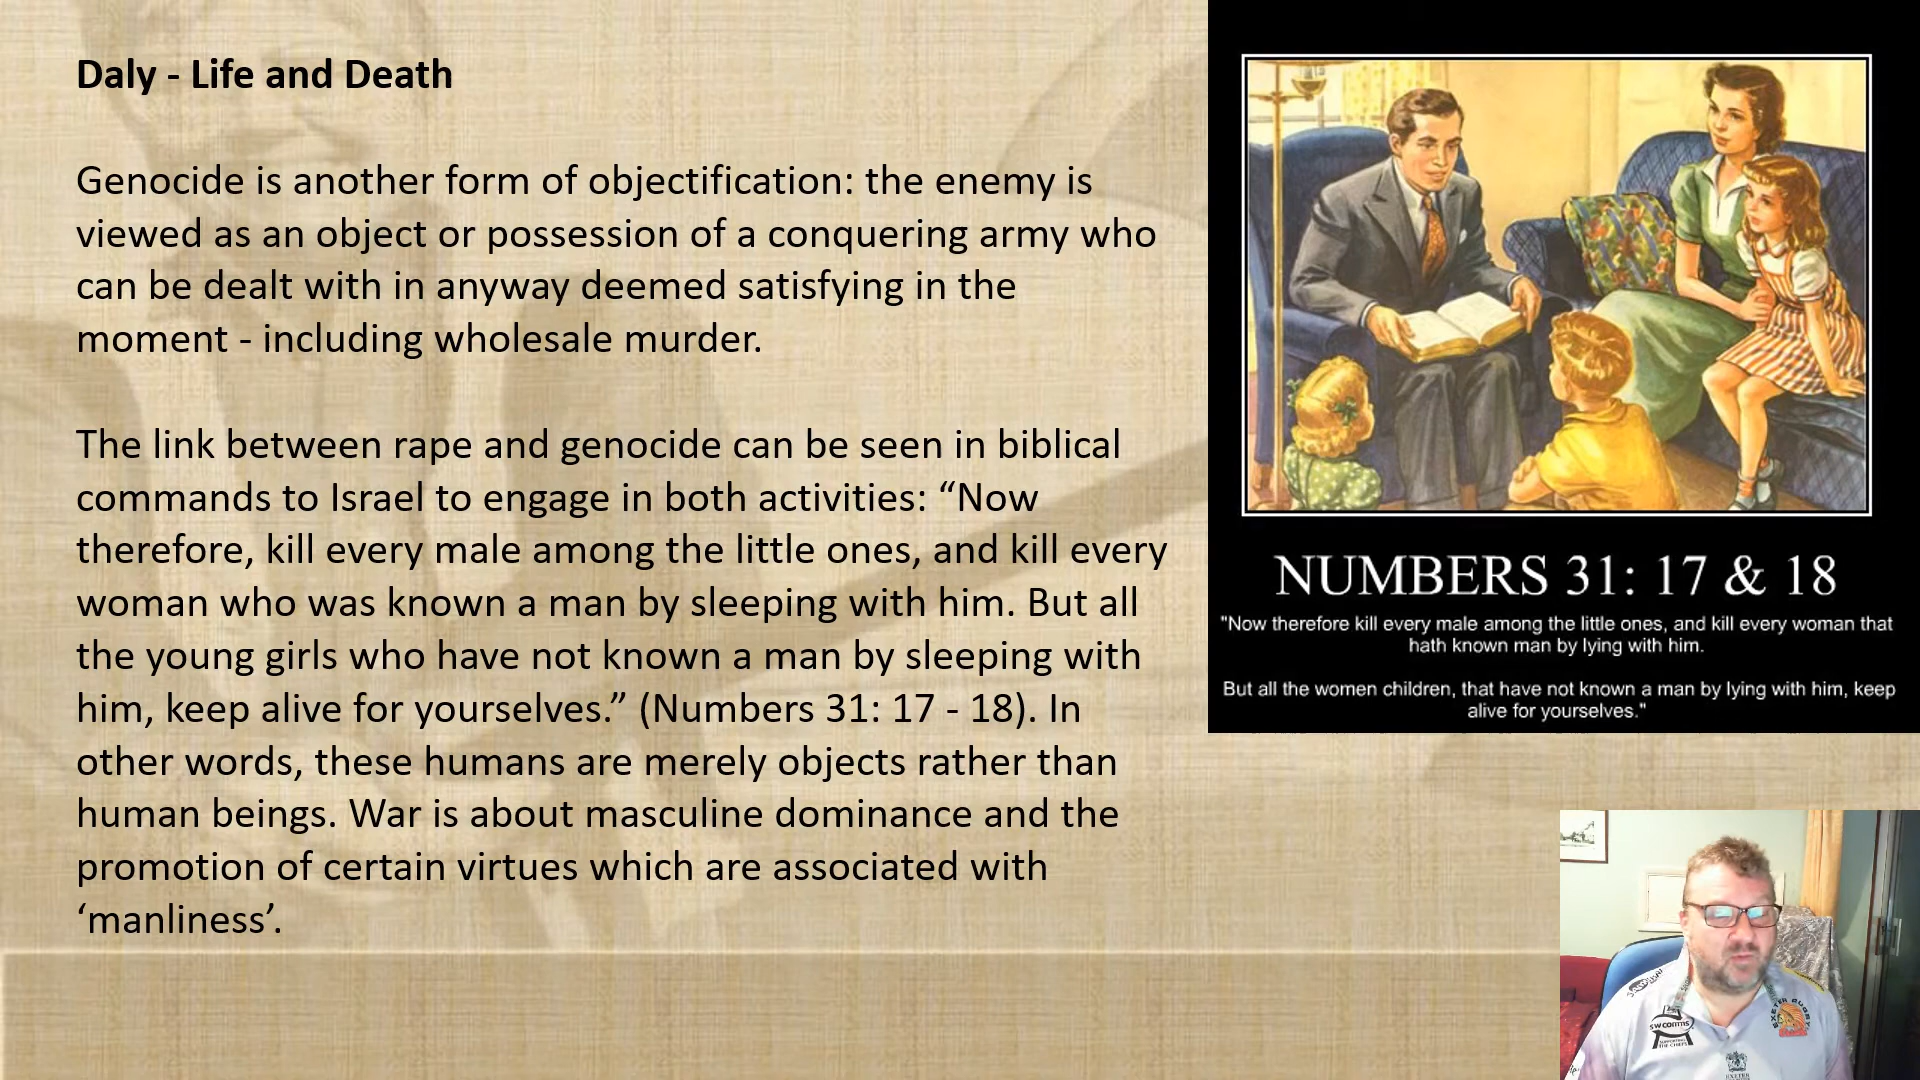 Daly - Life and Death
Genocide is another form of objectification: the enemy is
viewed as an object or possession of a conquering army who
can be dealt with in anyway deemed satisfying in the
moment - including wholesale murder.
The link between rape and genocide can be seen in biblical
commands to Israel to engage in both activities: “Now
therefore, kill every male among the little ones, and kill every
woman who was known a man by sleeping with him. But all
the young girls who have not known a man by sleeping with
him, keep alive for yourselves.” (Numbers 31: 17 - 18). In
other words, these humans are merely objects rather than
human beings. War is about masculine dominance and the
promotion of certain virtues which are associated with
‘manliness’.
NUMBERS 31: 17 & 18
"Now therefore kill every male among the little ones, and kill every woman that
hath known man by lying with him.
But all the women children, that have not known a man by lying with him, keep
alive for yourselves."
SW COMMS
EXETER RUGBY
EXETER